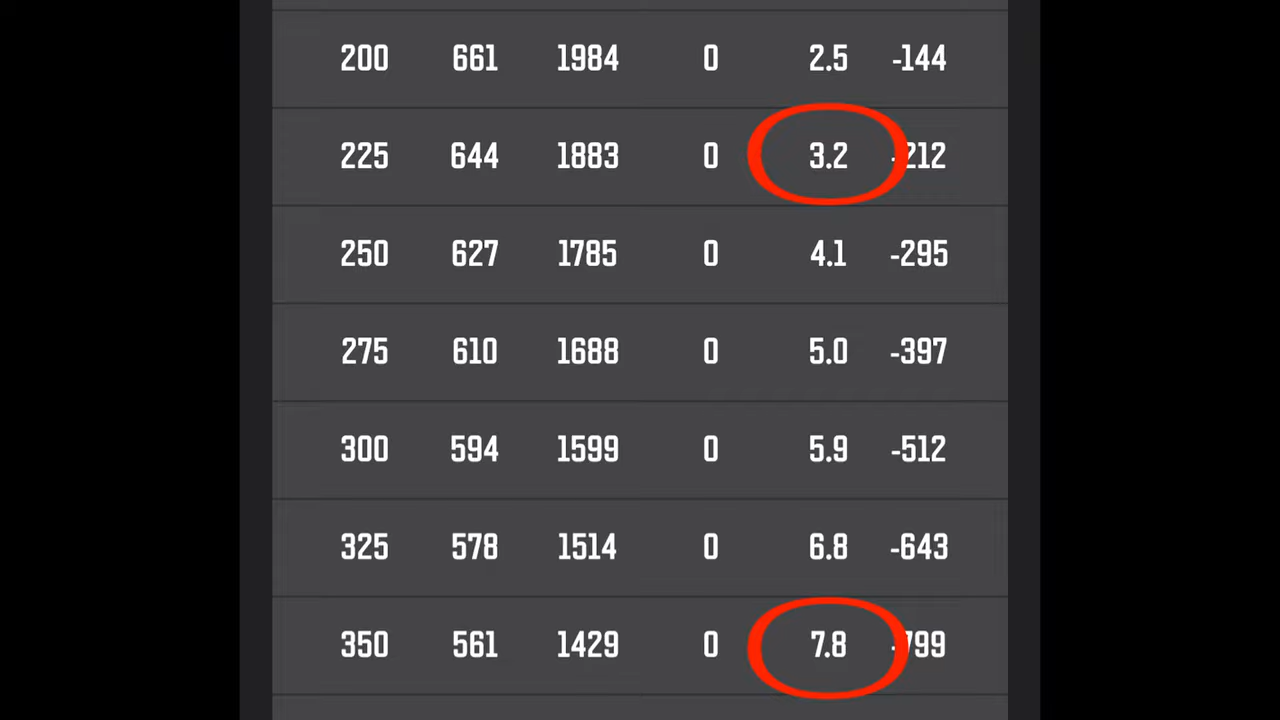 200 661 1984 0 2.5 -144
225 644 1883 0 3.2 -212
250 627 1785 0 4.1 -295
275 610 1688 0 5.0 -397
300 594 1599 0 5.9 -512
325 578 1514 0 6.8 -643
350 561 1429 0 7.8 -799